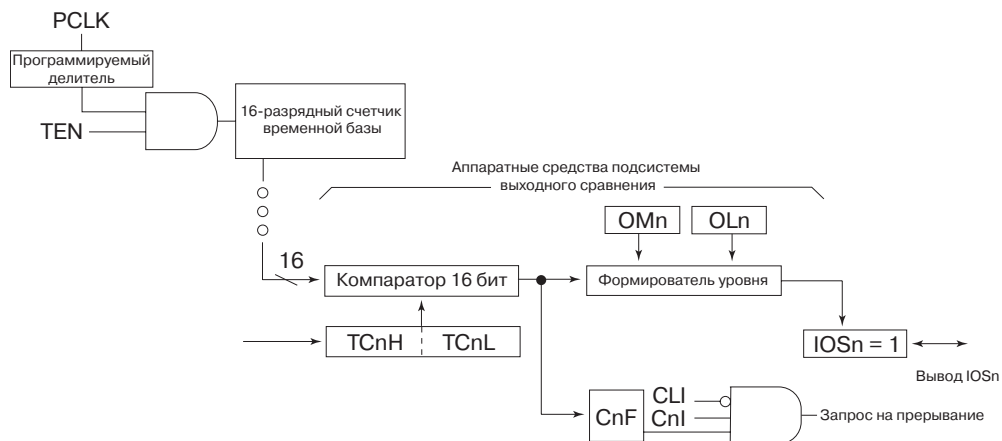 PCLK
Программируемый
делитель
TEN
16-разрядный счетчик
временной базы
Аппаратные средства подсистемы
выходного сравнения
OMn
OLn
16
Компаратор 16 бит
Формирователь уровня
TCnH
TCnL
IOSn = 1
Вывод IOSn
CnF
CLI
CnI
Запрос на прерывание